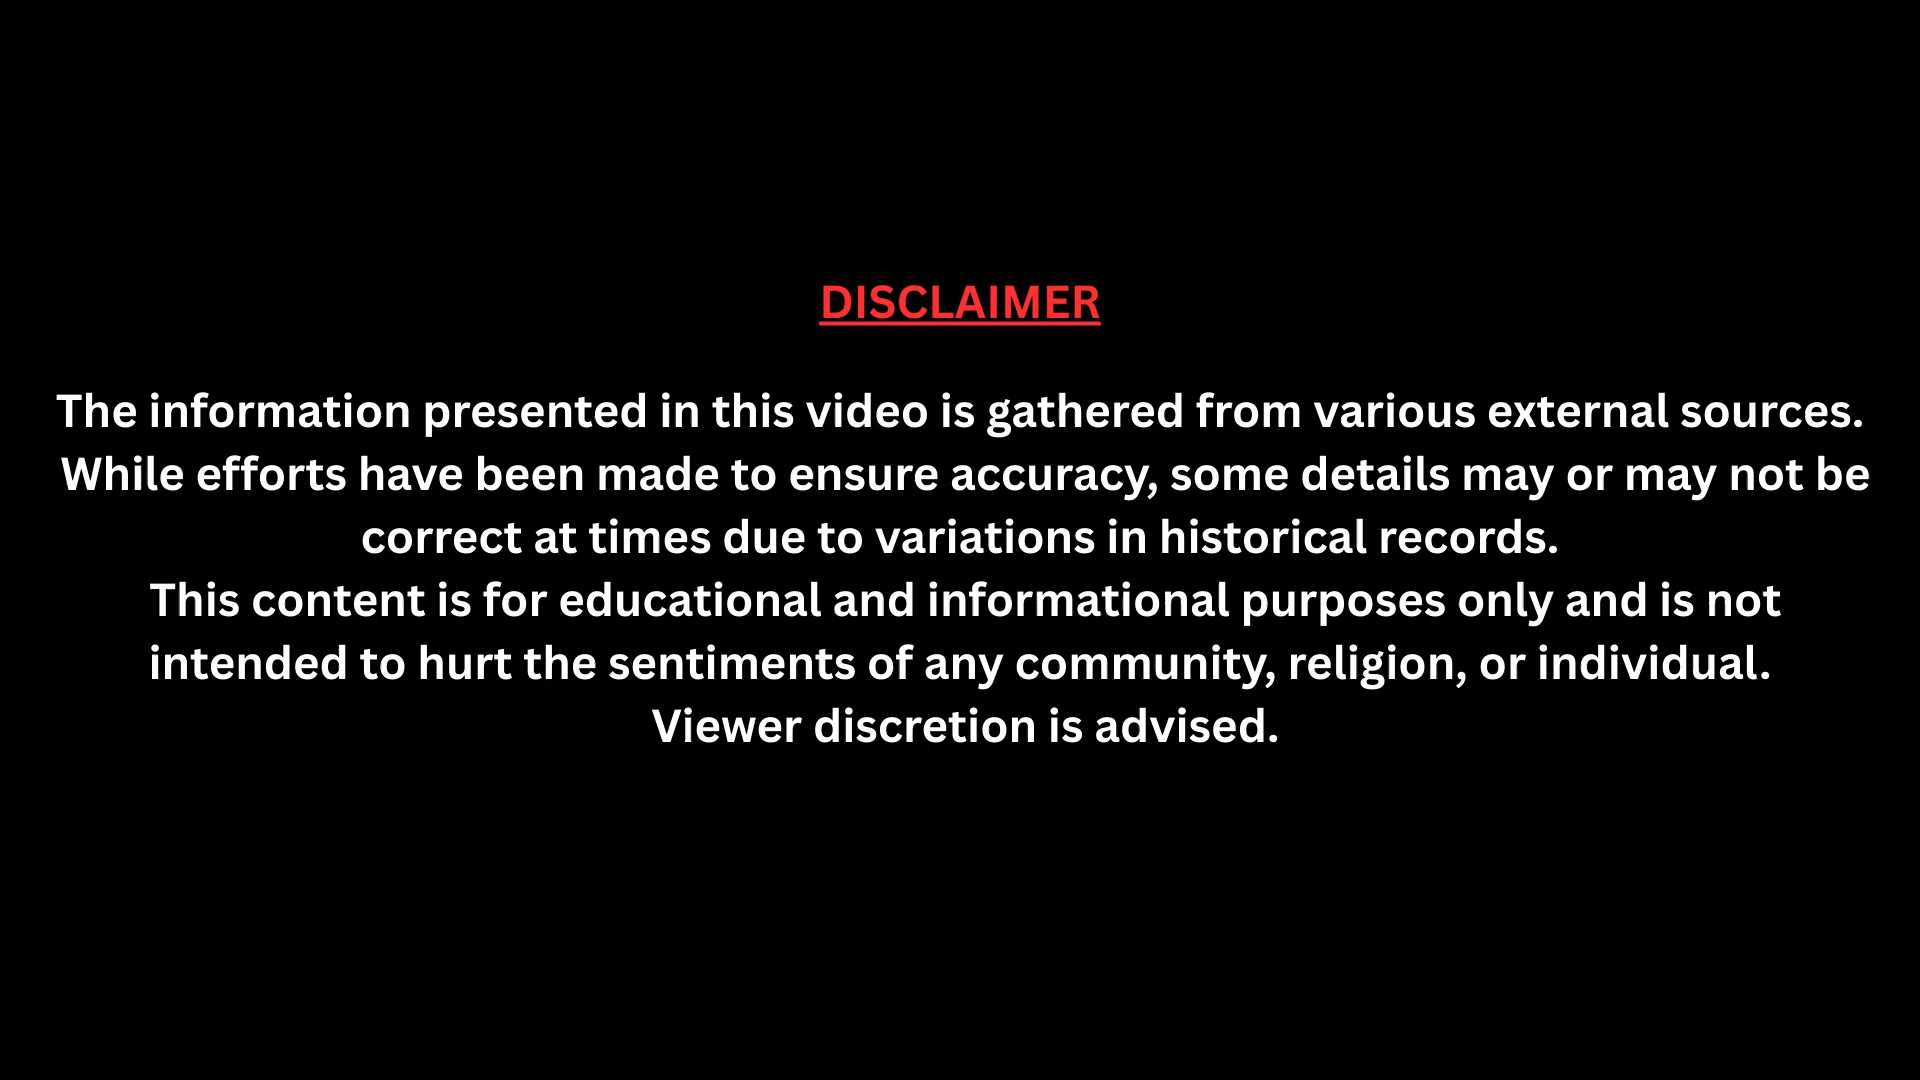 DISCLAIMER
The information presented in this video is gathered from various external sources.
While efforts have been made to ensure accuracy, some details may or may not be
correct at times due to variations in historical records.
This content is for educational and informational purposes only and is not
intended to hurt the sentiments of any community, religion, or individual.
Viewer discretion is advised.